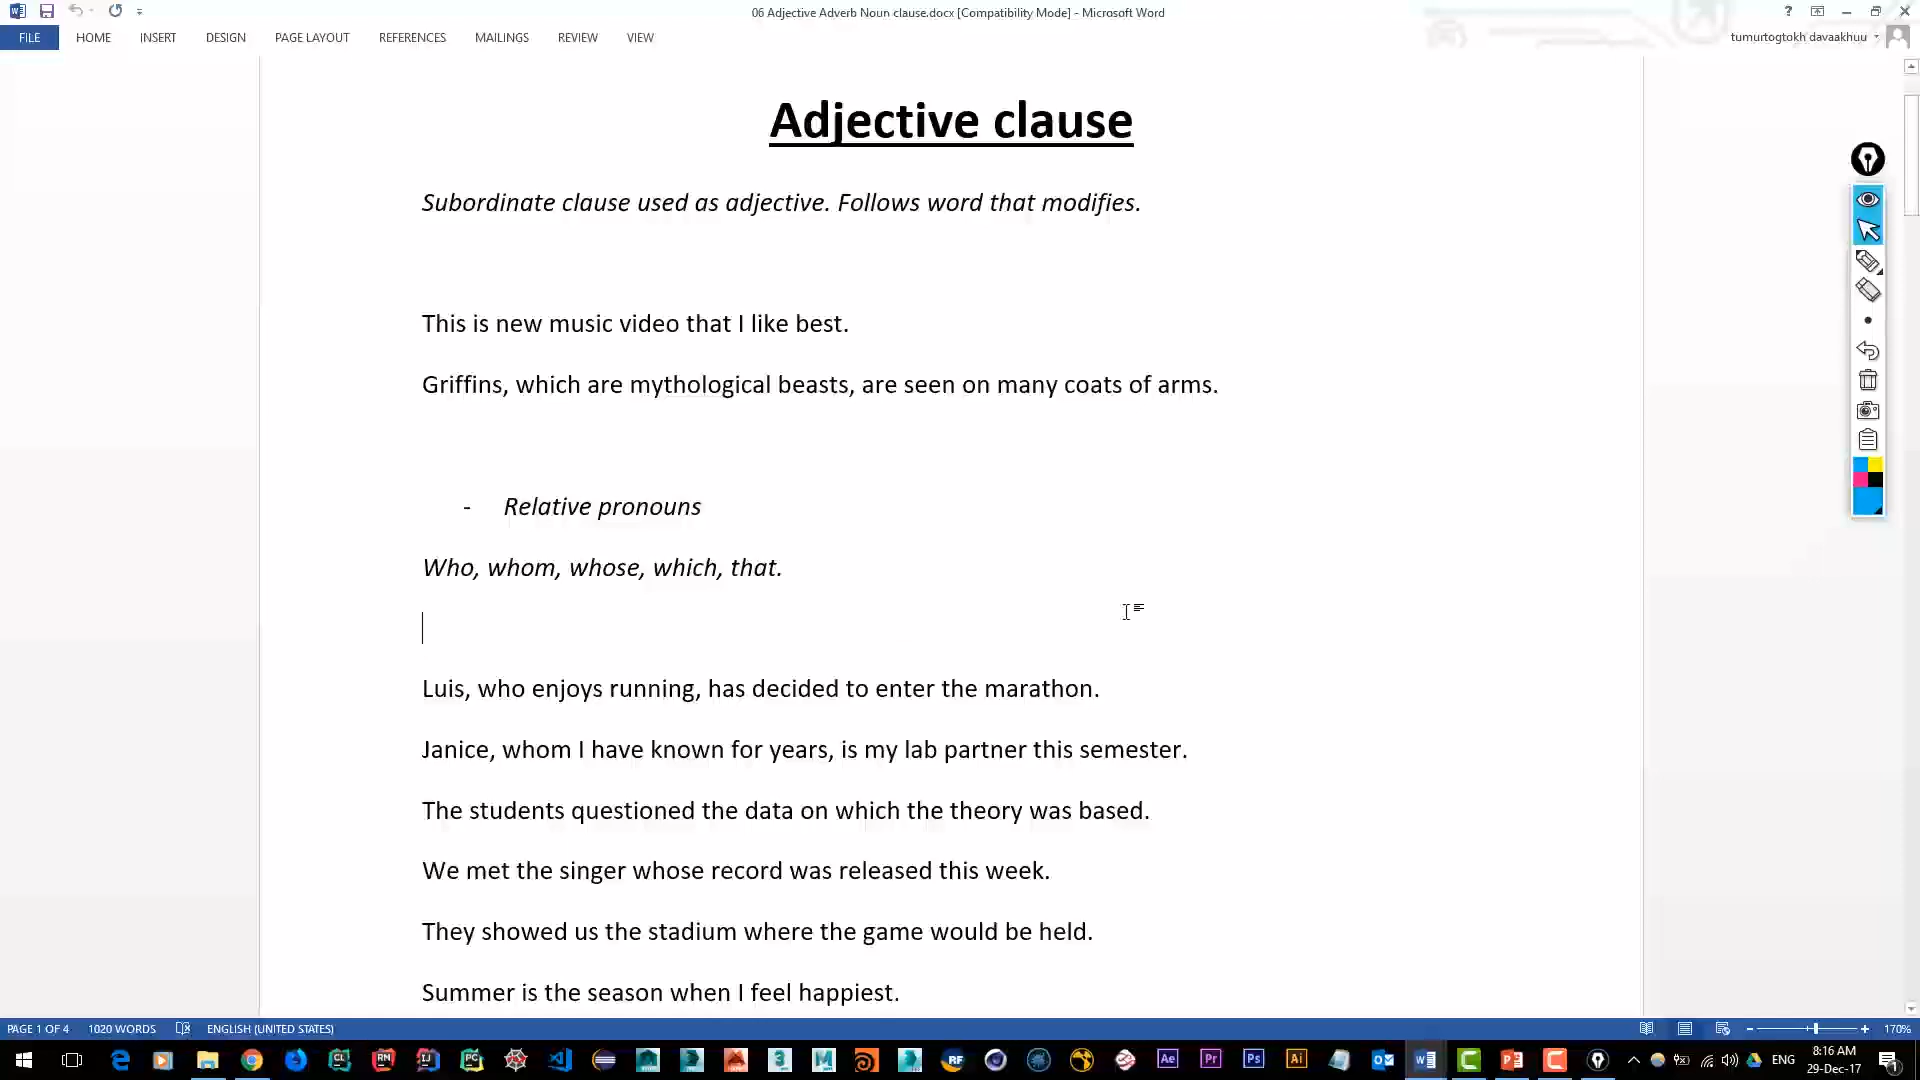 06 Adjective Adverb Noun clause.docx [Compatibility Mode] - Microsoft Word
FILE HOME INSERT DESIGN PAGE LAYOUT REFERENCES MAILINGS REVIEW VIEW tumurtogtokh davaakhuu
Adjective clause
Subordinate clause used as adjective. Follows word that modifies.
This is new music video that I like best.
Griffins, which are mythological beasts, are seen on many coats of arms.
- Relative pronouns
Who, whom, whose, which, that.
Luis, who enjoys running, has decided to enter the marathon.
Janice, whom I have known for years, is my lab partner this semester.
The students questioned the data on which the theory was based.
We met the singer whose record was released this week.
They showed us the stadium where the game would be held.
Summer is the season when I feel happiest.
PAGE 1 OF 4 1020 WORDS ENGLISH (UNITED STATES) 170%
ENG 8:16 AM
29-Dec-17